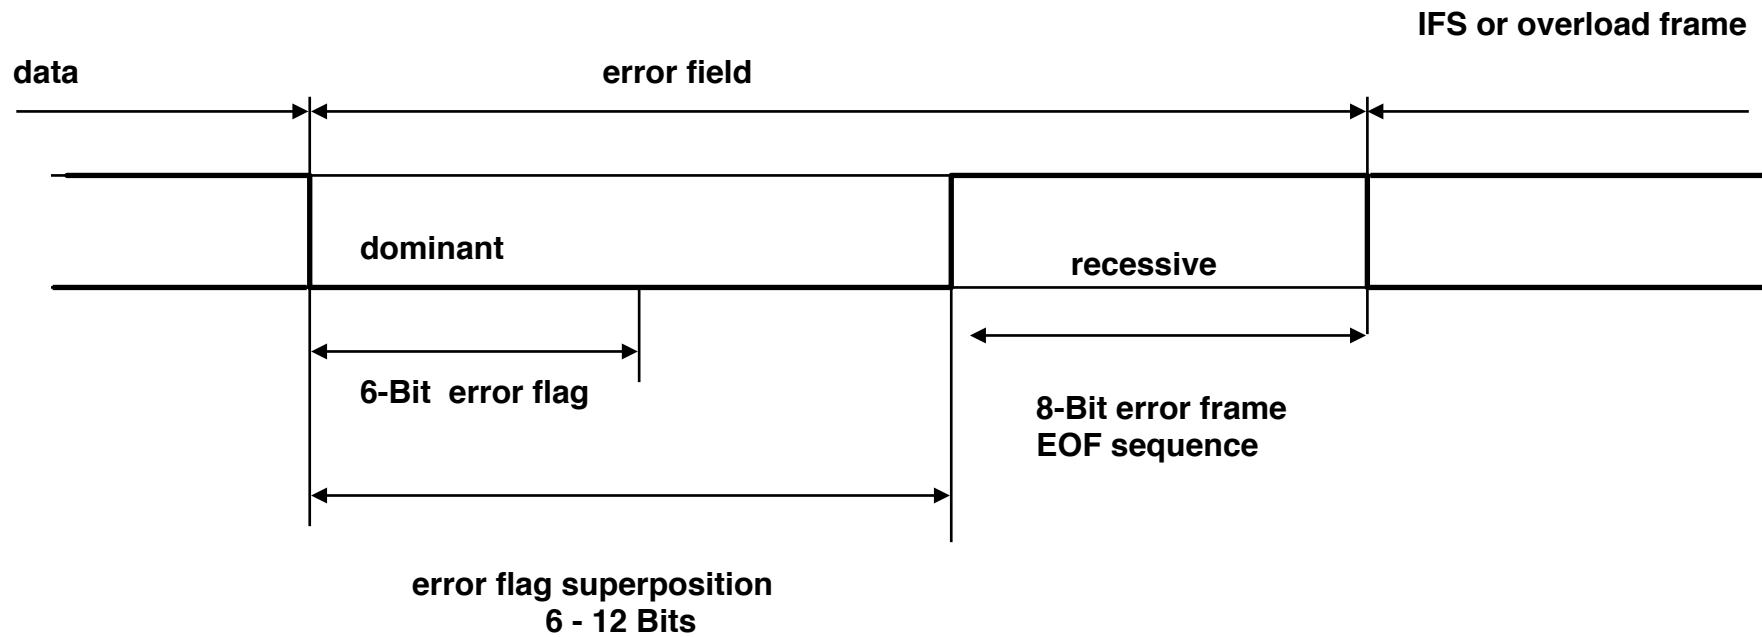 IFS or overload frame
data
error field
dominant
recessive
6-Bit error flag
8-Bit error frame
EOF sequence
error flag superposition
6 - 12 Bits